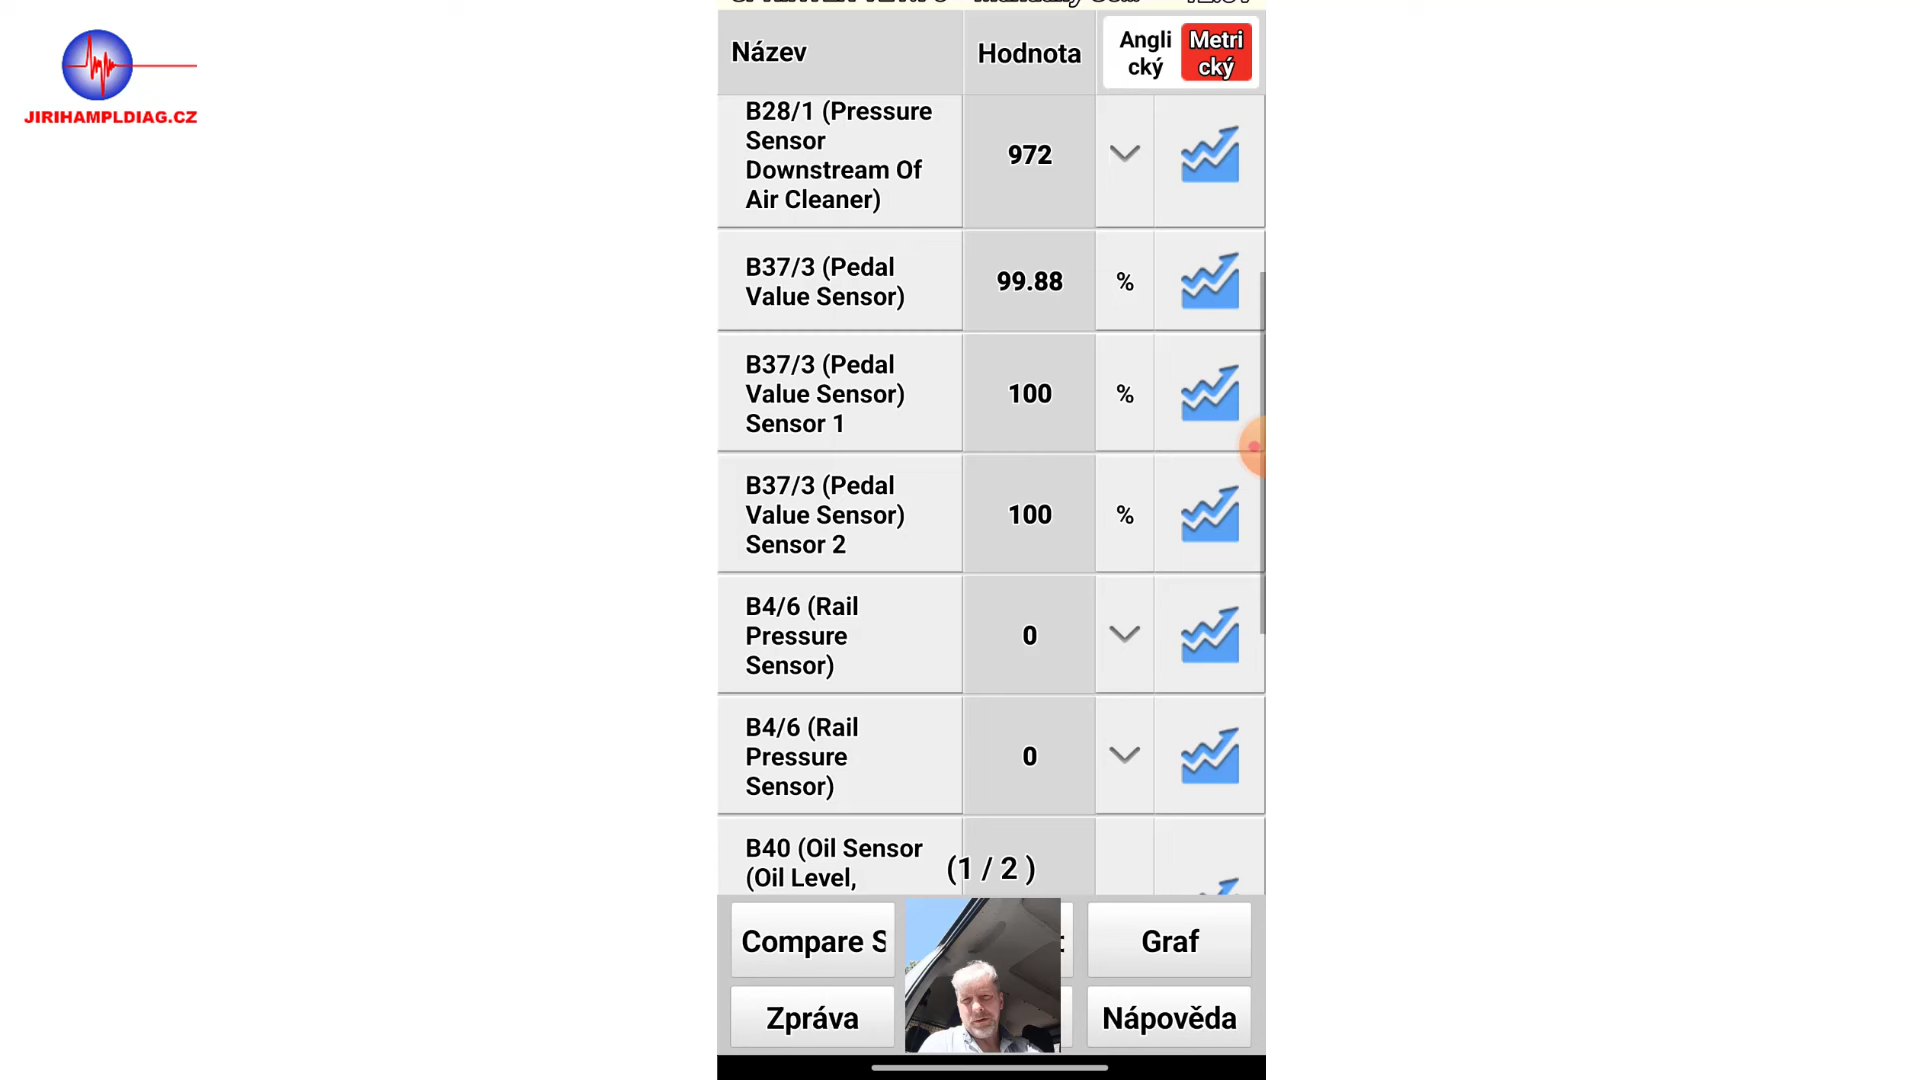 JIRIHAMPLDIAG.CZ
Název
Hodnota
Angli
cký
Metri
cký
B28/1 (Pressure
Sensor
Downstream Of
Air Cleaner)
972
B37/3 (Pedal
Value Sensor)
99.88
%
B37/3 (Pedal
Value Sensor)
Sensor 1
100
%
B37/3 (Pedal
Value Sensor)
Sensor 2
100
%
B4/6 (Rail
Pressure
Sensor)
0
B4/6 (Rail
Pressure
Sensor)
0
B40 (Oil Sensor
(Oil Level,
(1 / 2 )
Compare S
Graf
Zpráva
Nápověda